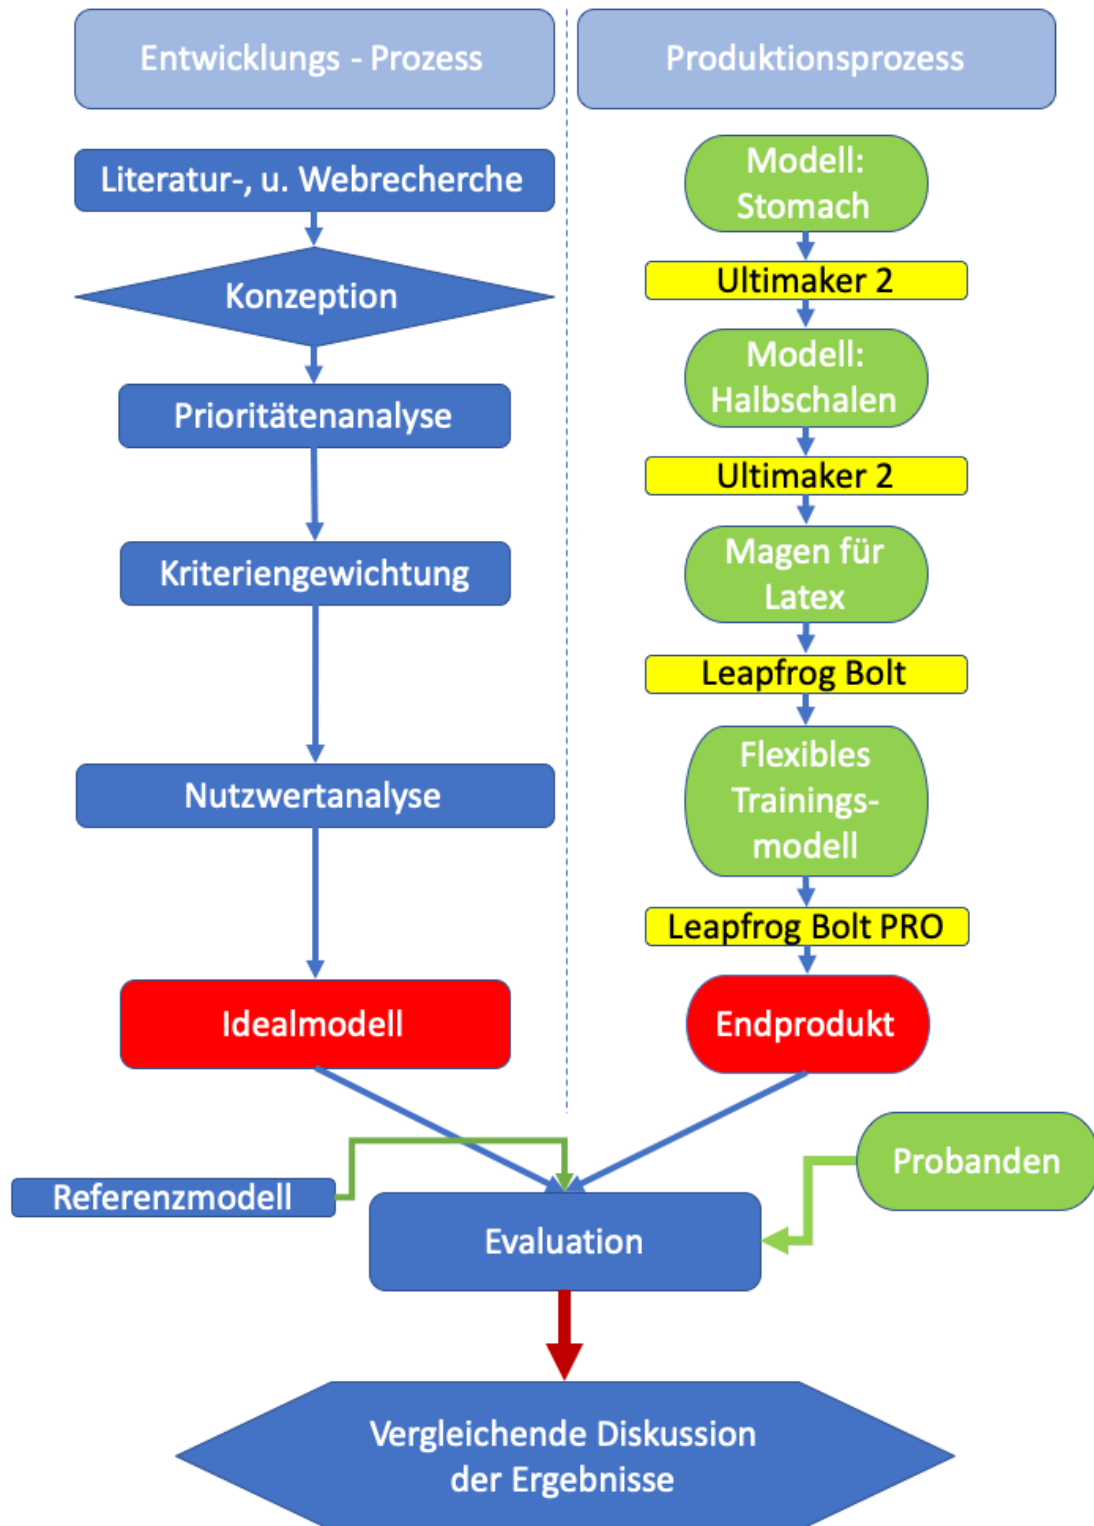 Entwicklungs - Prozess
Literatur-, u. Webrecherche
Konzeption
Prioritätenanalyse
Kriteriengewichtung
Nutzwertanalyse
Idealmodell
Produktionsprozess
Modell:
Stomach
Ultimaker 2
Modell:
Halbschalen
Ultimaker 2
Magen für
Latex
Leapfrog Bolt
Flexibles
Trainings-
modell
Leapfrog Bolt PRO
Endprodukt
Probanden
Referenzmodell
Evaluation
Vergleichende Diskussion
der Ergebnisse